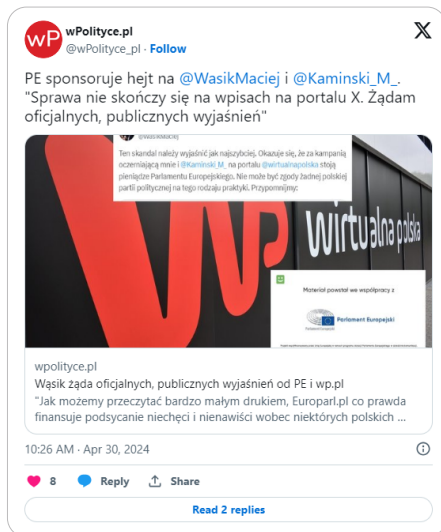 wP
wPolityce.pl
@wPolityce_pl · Follow
X
PE sponsoruje hejt na @WasikMaciej i @Kaminski_M_.
"Sprawa nie skończy się na wpisach na portalu X. Żądam
oficjalnych, publicznych wyjaśnień"
@WasikMaciej
Ten skandal należy wyjaśnić jak najszybciej. Okazuje się, że za kampanią
oczerniającą mnie i @Kaminski_M_ na portalu @wirtualnapolska stoją
pieniądze Parlamentu Europejskiego. Nie może być zgody żadnej polskiej
partii politycznej na tego rodzaju praktyki. Przypomnijmy:
wirtualna polska
Materiał powstał we współpracy z
Parlament Europejski
wpolityce.pl
Wąsik żąda oficjalnych, publicznych wyjaśnień od PE i wp.pl
"Jak możemy przeczytać bardzo małym drukiem, Europarl.pl co prawda
finansuje podsycanie niechęci i nienawiści wobec niektórych polskich ...
10:26 AM · Apr 30, 2024
8 Reply Share
Read 2 replies